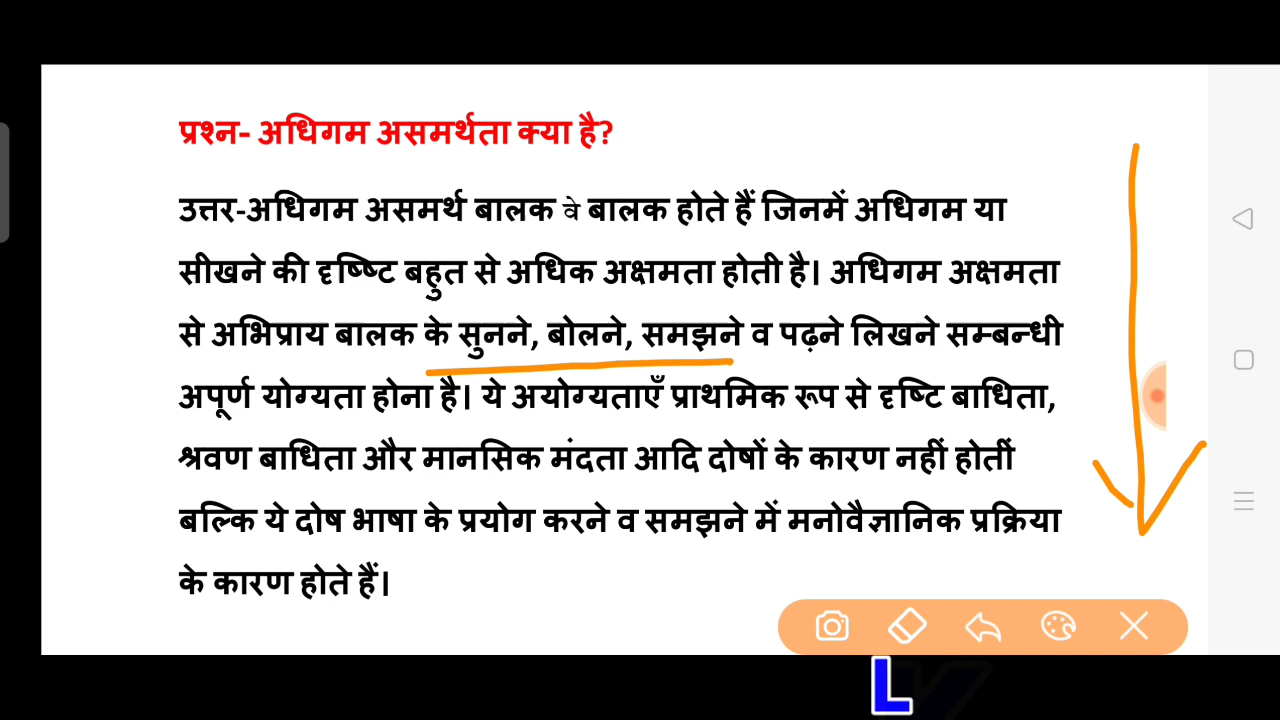 प्रश्न- अधिगम असमर्थता क्या है?
उत्तर-अधिगम असमर्थ बालक वे बालक होते हैं जिनमें अधिगम या
सीखने की दृष्ष्टि बहुत से अधिक अक्षमता होती है। अधिगम अक्षमता
से अभिप्राय बालक के सुनने, बोलने, समझने व पढ़ने लिखने सम्बन्धी
अपूर्ण योग्यता होना है। ये अयोग्यताएँ प्राथमिक रूप से दृष्टि बाधिता,
श्रवण बाधिता और मानसिक मंदता आदि दोषों के कारण नहीं होतीं
बल्कि ये दोष भाषा के प्रयोग करने व समझने में मनोवैज्ञानिक प्रक्रिया
के कारण होते हैं।
L